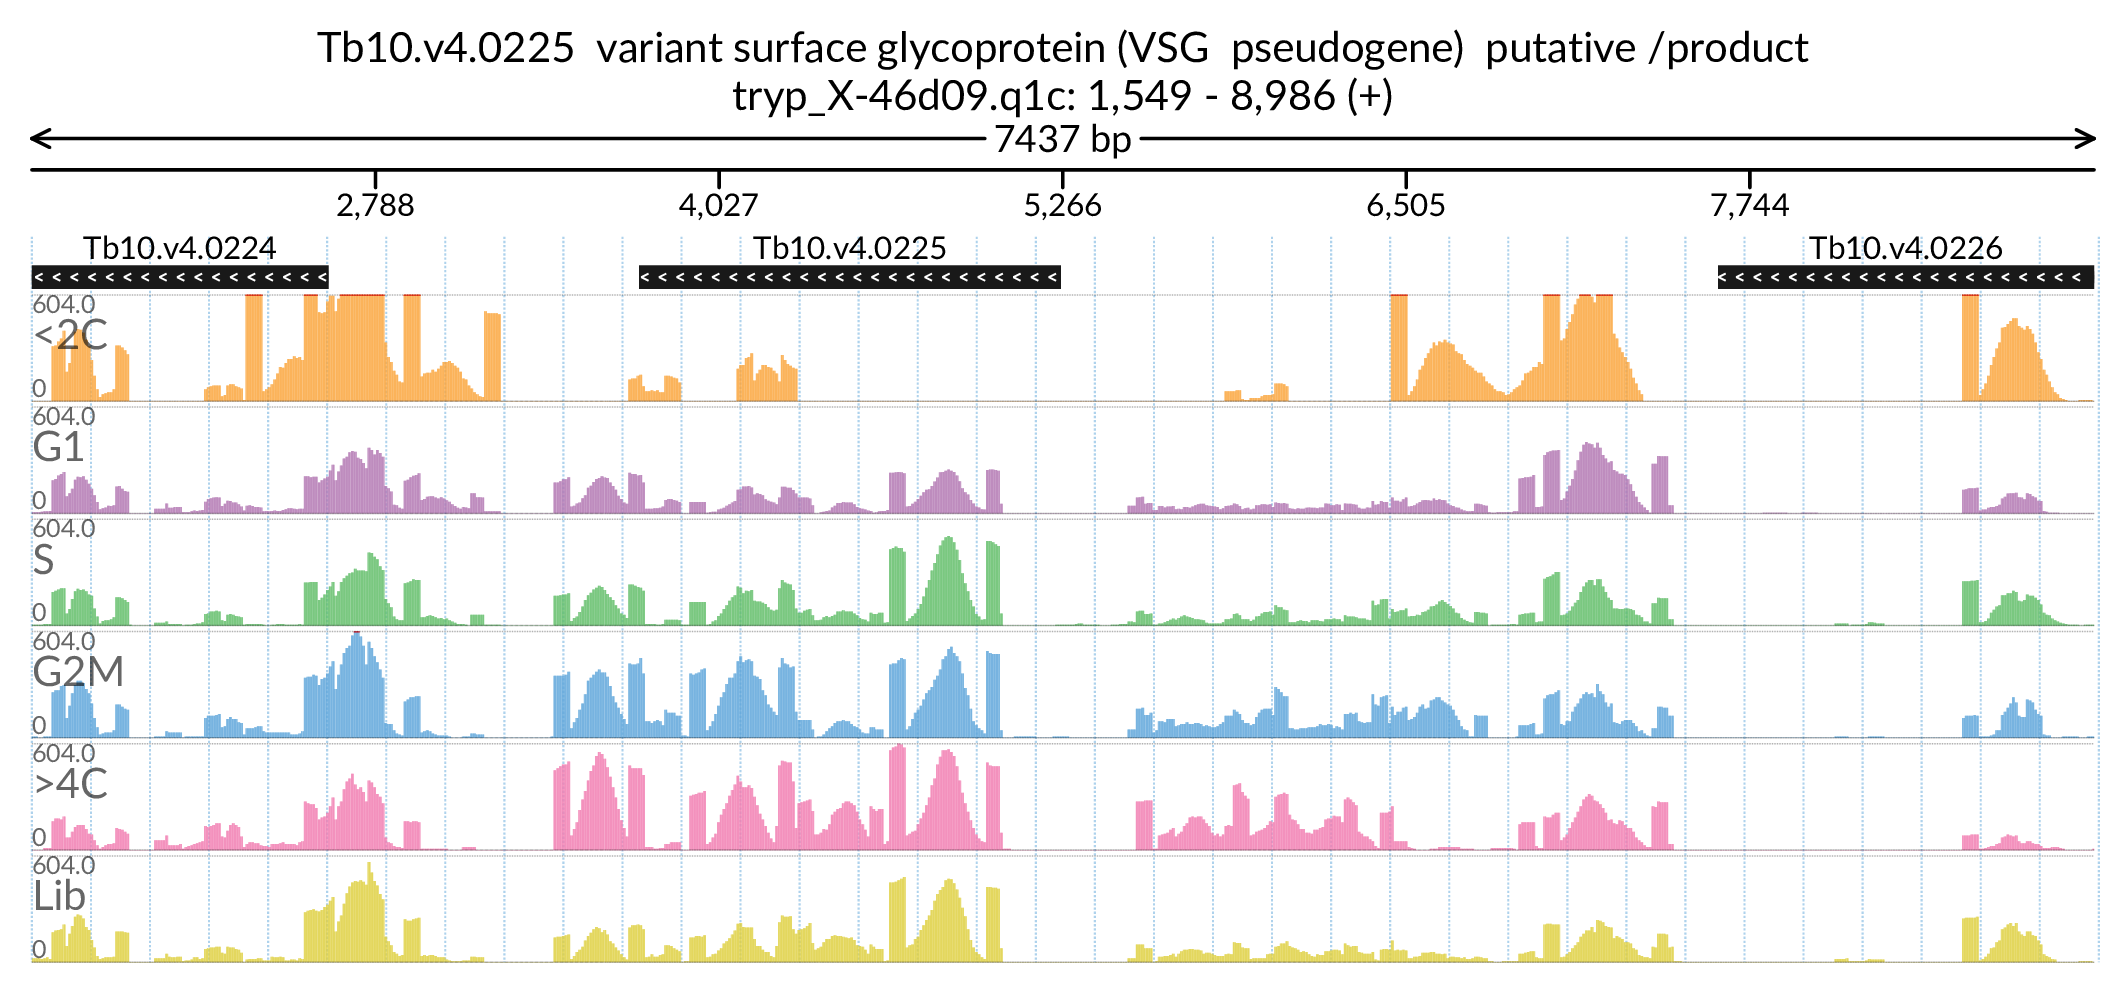 Tb10.v4.0225 variant surface glycoprotein (VSG pseudogene) putative /product
tryp_X-46d09.q1c: 1,549 - 8,986 (+)
7437 bp
2,788 4,027 5,266 6,505 7,744
Tb10.v4.0224 Tb10.v4.0225 Tb10.v4.0226
604.0
<2C
0
604.0
G1
0
604.0
S
0
604.0
G2M
0
604.0
>4C
0
604.0
Lib
0